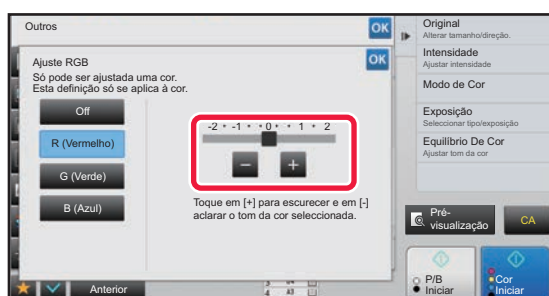 Outros
OK
Ajuste RGB
OK
Só pode ser ajustada uma cor.
Esta definição só se aplica à cor.
Off
R (Vermelho)
G (Verde)
B (Azul)
-2 • -1 • • 0 • • 1 • 2
Toque em [+] para escurecer e em [-]
aclarar o tom da cor seleccionada.
Anterior
Original
Alterar tamanho/direção.
Intensidade
Ajustar intensidade
Modo de Cor
Exposição
Seleccionar tipo/exposição
Equilíbrio De Cor
Ajustar tom da cor
Pré-
visualização
CA
P/B
Iniciar
Cor
Iniciar